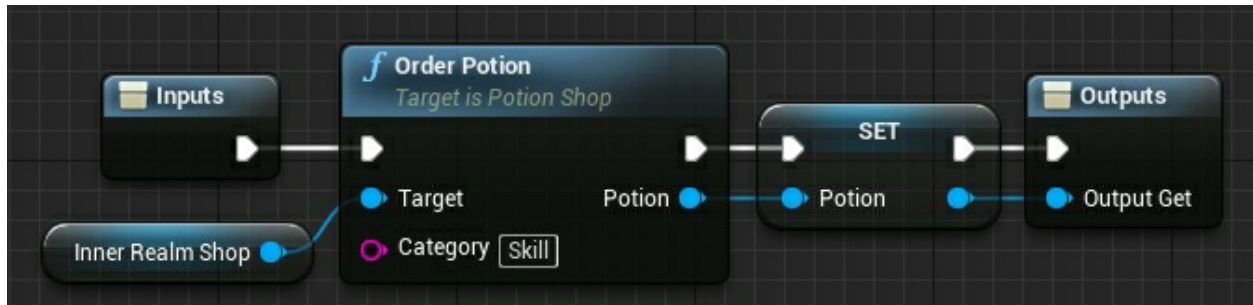 Inputs
Order Potion
Target is Potion Shop
SET
Outputs
Target
Potion
Potion
Output Get
Inner Realm Shop
Category Skill